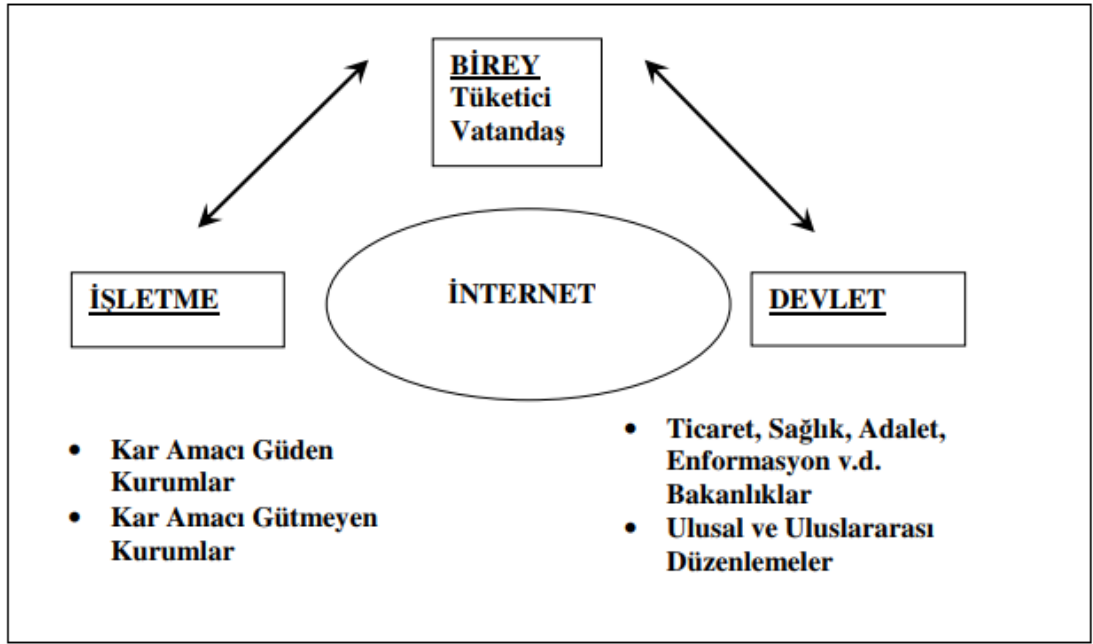 BİREY
Tüketici
Vatandaş
İŞLETME
İNTERNET
DEVLET
• Kar Amacı Güden
Kurumlar
• Kar Amacı Gütmeyen
Kurumlar
• Ticaret, Sağlık, Adalet,
Enformasyon v.d.
Bakanlıklar
• Ulusal ve Uluslararası
Düzenlemeler